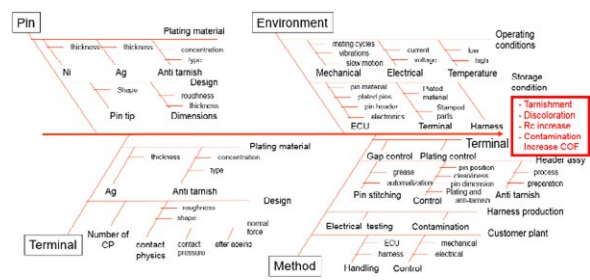 Pin
Plating material
thickness
thickness
concentration
type
Ni
Ag
Anti tarnish
Design
Shape
roughness
thickness
Pin tip
Dimensions
Environment
Operating
conditions
mating cycles
vibrations
slow motion
current
voltage
low
high
Mechanical
Electrical
Temperature
Storage
condition
pin material
plated pins
pin header
electronics
Plated
material
Stamped
parts
ECU
Terminal
Harness
- Tarnishment
- Discoloration
- Rc increase
- Contamination
- Increase COF
Terminal
Plating material
thickness
concentration
type
Ag
Anti tarnish
Design
roughness
shape
normal
force
Number of
CP
contact
physics
contact
pressure
after ageing
Terminal
Gap control
Plating control
Header assy
grease
automatization
pin position
cleanliness
pin dimension
Plating and
anti-tarnish
process
preparation
Pin stitching
Control
Anti tarnish
Harness production
Electrical testing
Contamination
Customer plant
ECU
harness
mechanical
electrical
Handling
Control
Method